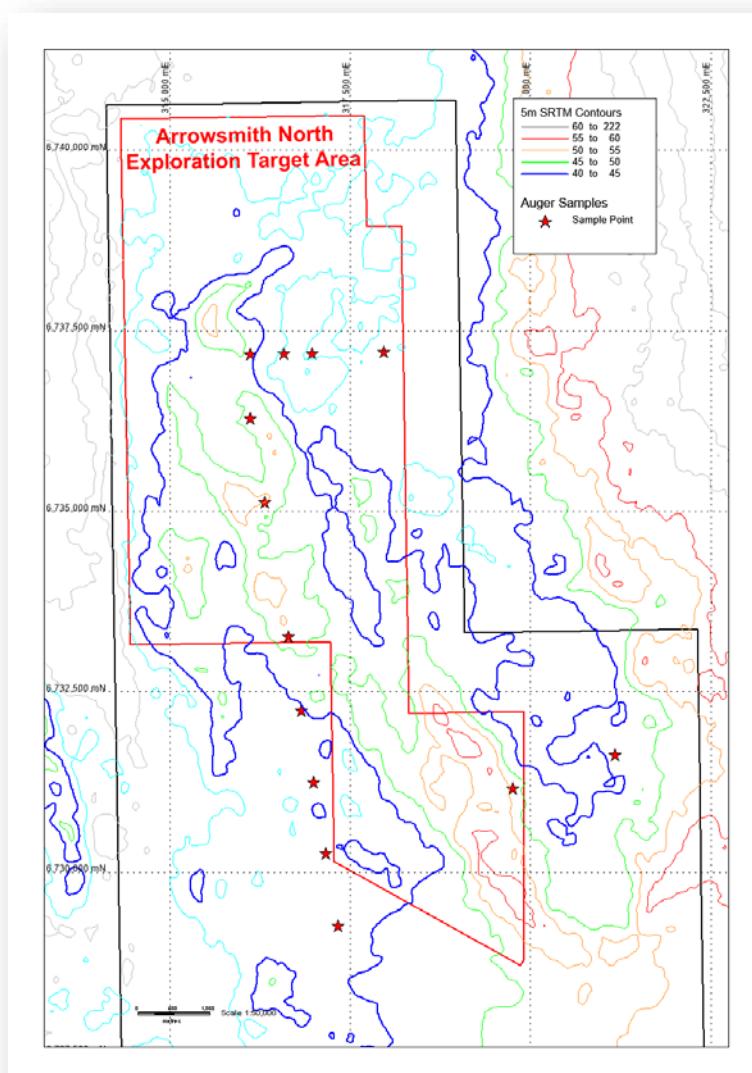 315,000 mE
317,500 mE
322,500 mE
Arrowsmith North
Exploration Target Area
5m SRTM Contours
60 to 222
55 to 60
50 to 55
45 to 50
40 to 45
Auger Samples
Sample Point
6,740,000 mN
6,737,500 mN
6,735,000 mN
6,732,500 mN
6,730,000 mN
Scale 1:50,000